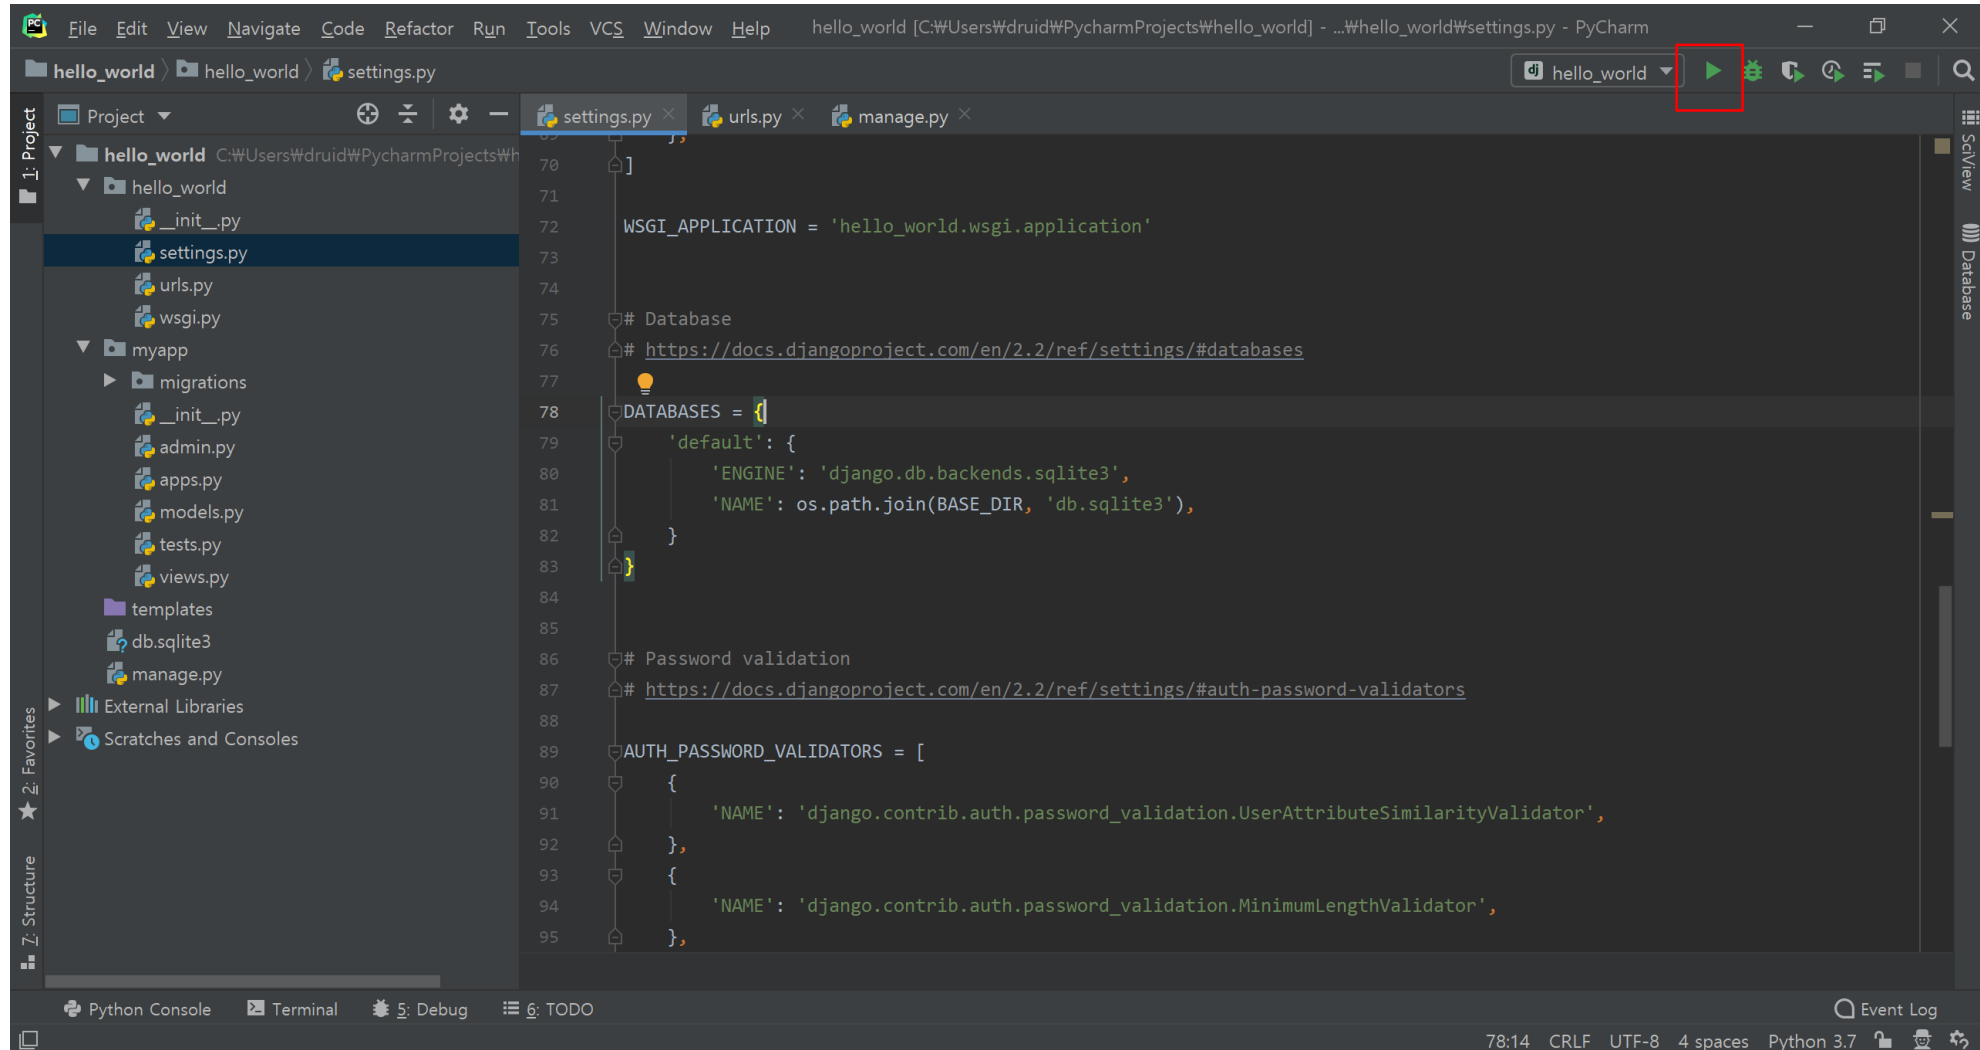 PC File Edit View Navigate Code Refactor Run Tools VCS Window Help hello_world [C:₩Users₩druid₩PycharmProjects₩hello_world] - ...₩hello_world₩settings.py - PyCharm
hello_world hello_world settings.py dj hello_world
1: Project
Project
settings.py urls.py manage.py
hello_world C:₩Users₩druid₩PycharmProjects₩h
hello_world
__init__.py
settings.py
urls.py
wsgi.py
myapp
migrations
__init__.py
admin.py
apps.py
models.py
tests.py
views.py
templates
db.sqlite3
manage.py
External Libraries
Scratches and Consoles
2: Favorites
7: Structure
69 },
70 ]
71
72 WSGI_APPLICATION = 'hello_world.wsgi.application'
73
74
75 # Database
76 # https://docs.djangoproject.com/en/2.2/ref/settings/#databases
77
78 DATABASES = {
79 'default': {
80 'ENGINE': 'django.db.backends.sqlite3',
81 'NAME': os.path.join(BASE_DIR, 'db.sqlite3'),
82 }
83 }
84
85
86 # Password validation
87 # https://docs.djangoproject.com/en/2.2/ref/settings/#auth-password-validators
88
89 AUTH_PASSWORD_VALIDATORS = [
90 {
91 'NAME': 'django.contrib.auth.password_validation.UserAttributeSimilarityValidator',
92 },
93 {
94 'NAME': 'django.contrib.auth.password_validation.MinimumLengthValidator',
95 },
SciView
Database
Python Console Terminal 5: Debug 6: TODO Event Log
78:14 CRLF UTF-8 4 spaces Python 3.7